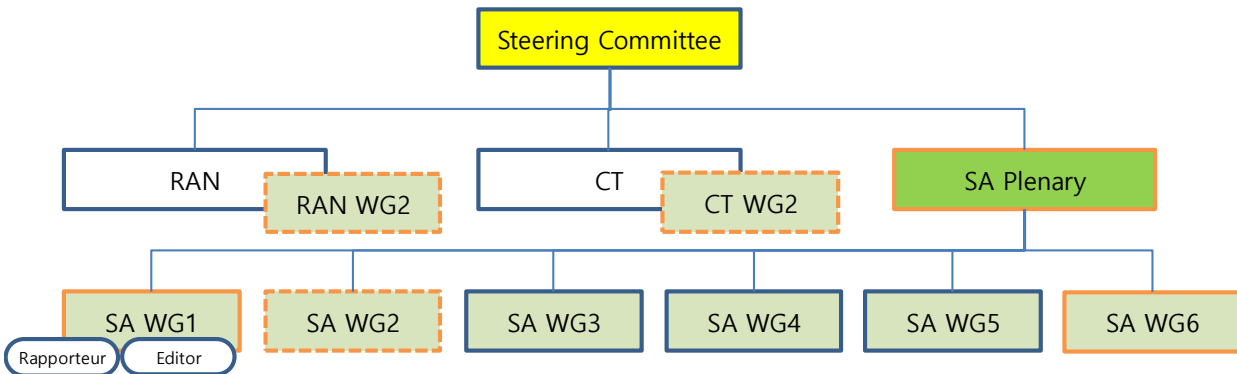 Steering Committee
RAN
RAN WG2
CT
CT WG2
SA Plenary
SA WG1
SA WG2
SA WG3
SA WG4
SA WG5
SA WG6
Rapporteur
Editor